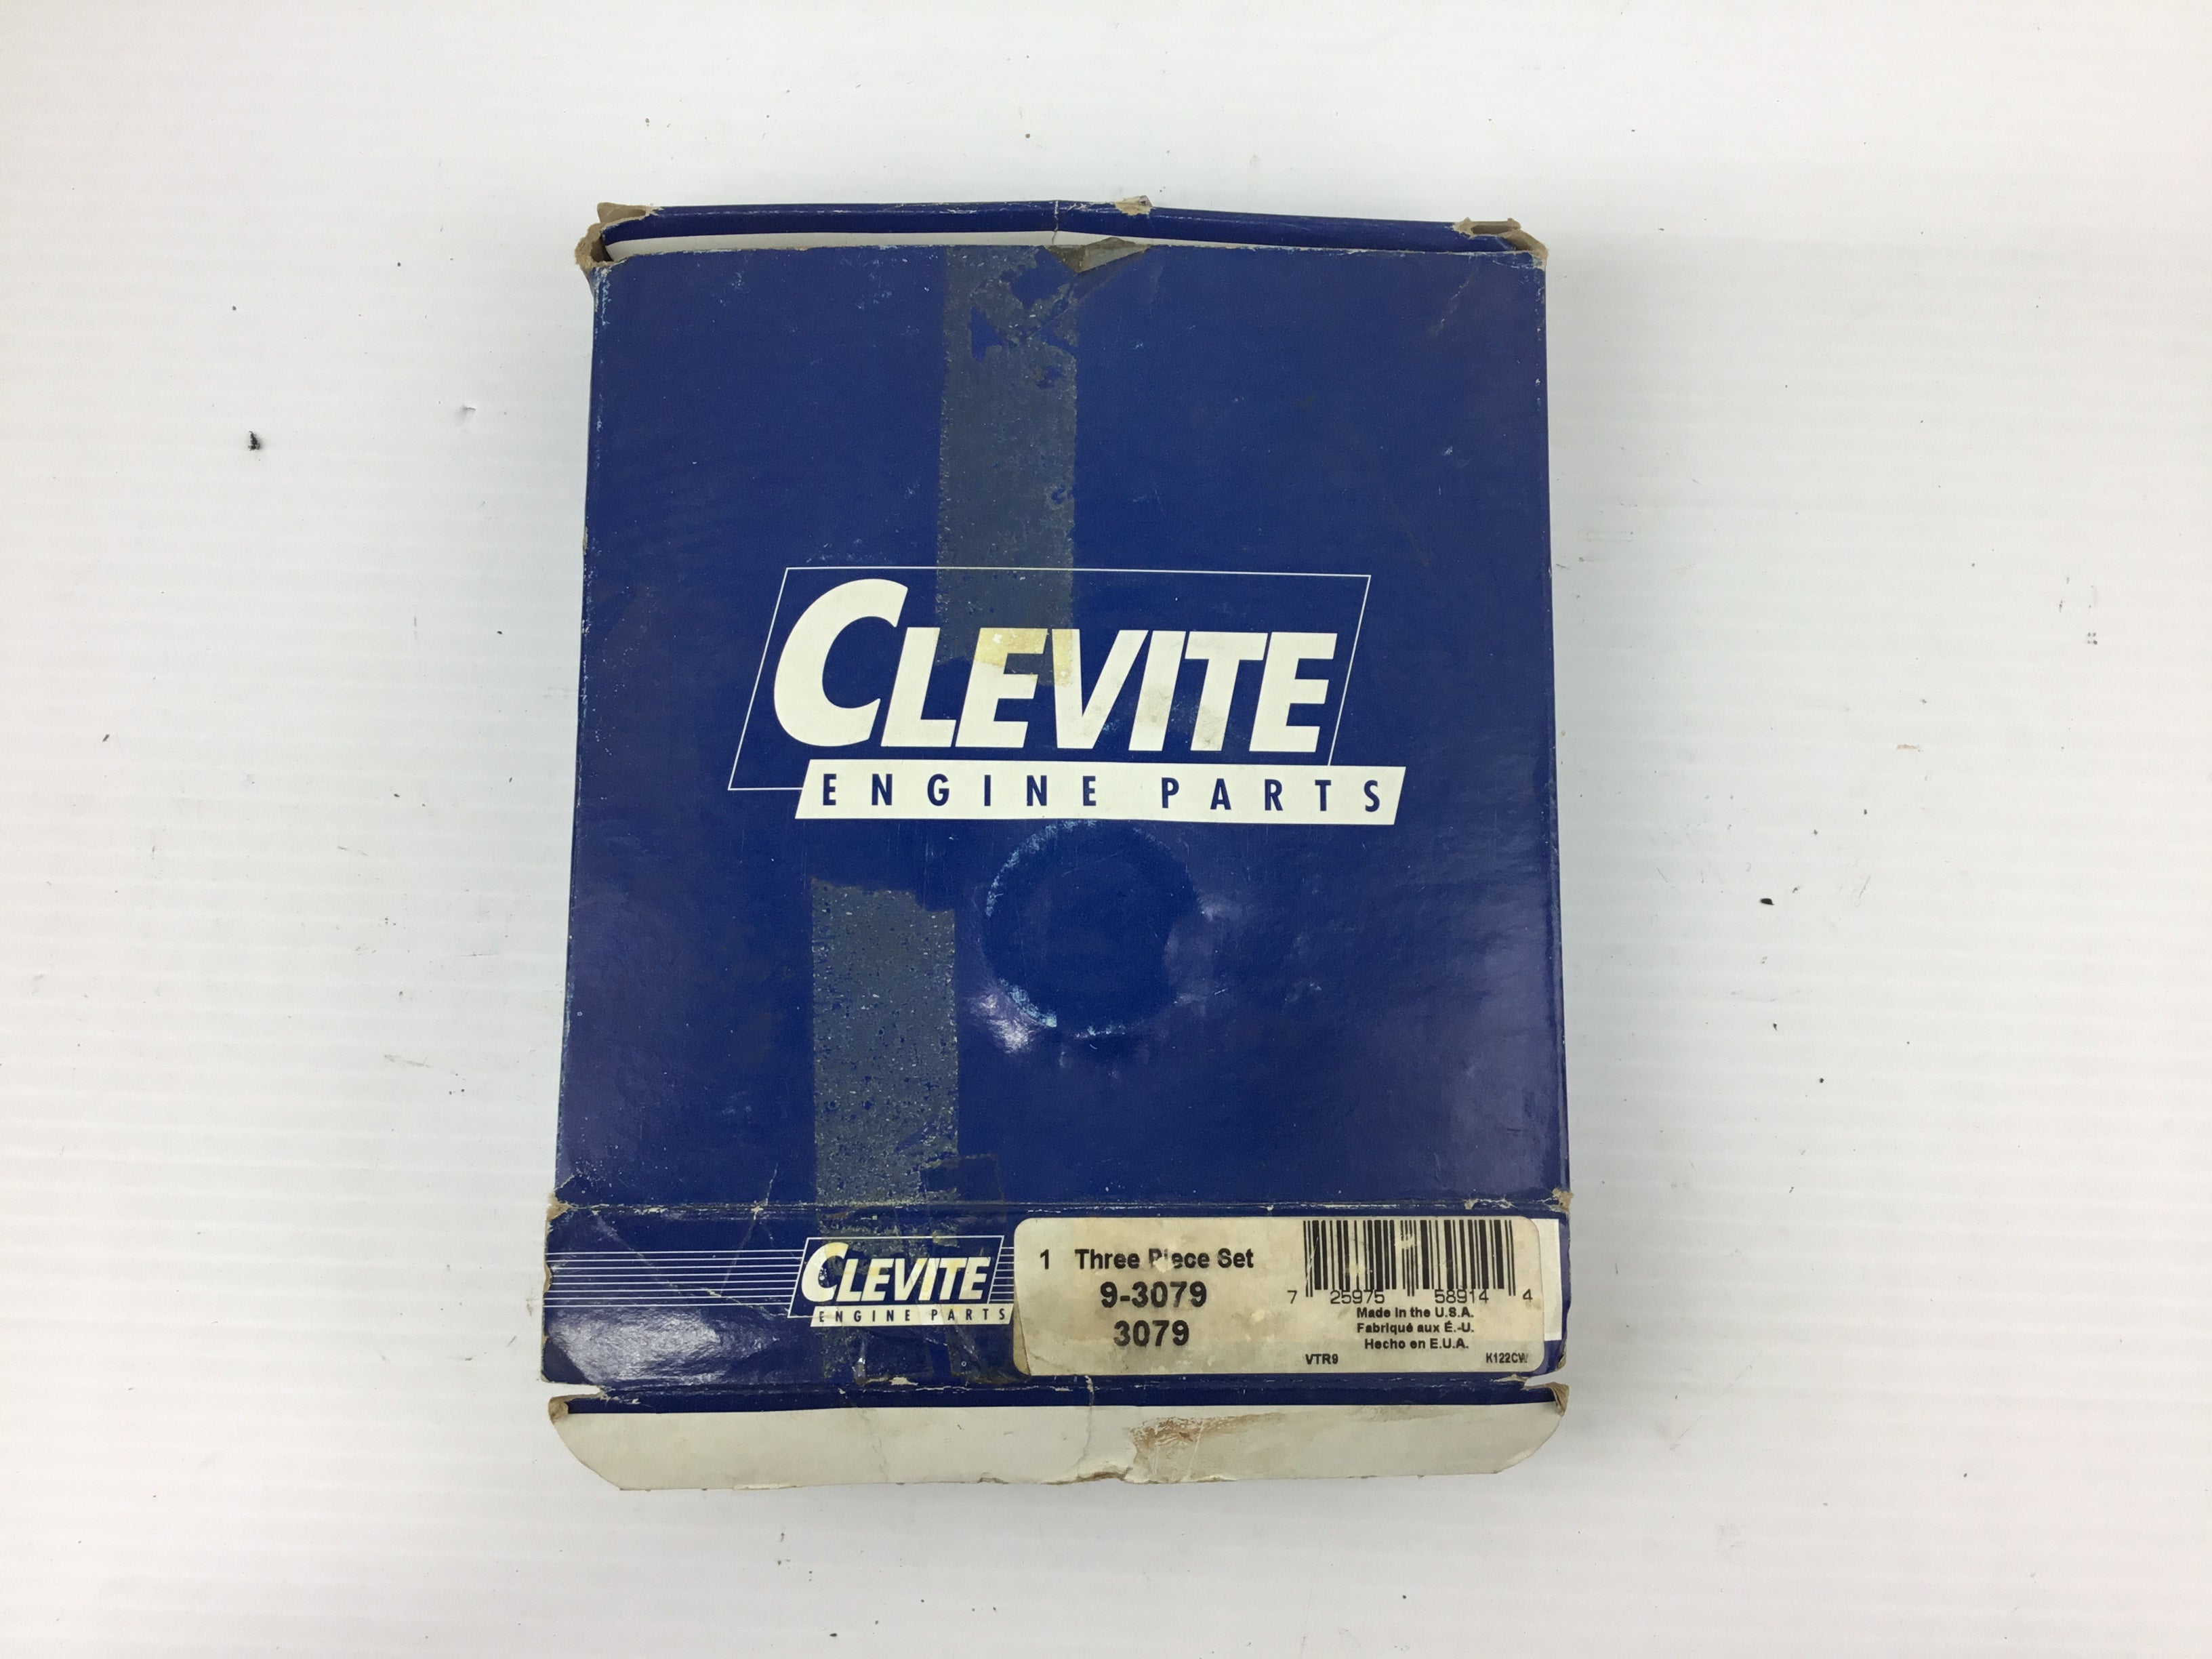 CLEVITE
ENGINE PARTS
CLEVITE
ENGINE PARTS
1 Three Piece Set
9-3079
3079
7 25975 58914 4
Made in the U.S.A.
Fabriqué aux É.-U.
Hecho en E.U.A.
VTR9 K122CW